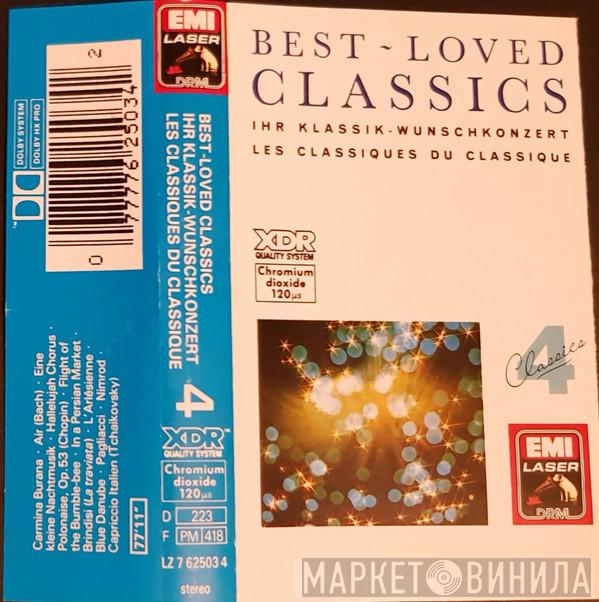 BEST~LOVED
CLASSICS
IHR KLASSIK-WUNSCHKONZERT
LES CLASSIQUES DU CLASSIQUE
XDR
QUALITY SYSTEM
Chromium
dioxide
120µs
4
Classics
EMI
LASER
DRM
EMI
LASER
DRM
BEST-LOVED CLASSICS
IHR KLASSIK-WUNSCHKONZERT
LES CLASSIQUES DU CLASSIQUE
4
XDR
QUALITY SYSTEM
Chromium
dioxide
120µs
D 223
F PM 418
LZ 7 62503 4
stereo
DOLBY SYSTEM
DOLBY HX PRO
TM
0 77776 25034 2
Carmina Burana · Air (Bach) · Eine
kleine Nachtmusik · Hallelujah Chorus ·
Polonaise, Op. 53 (Chopin) · Flight of
the Bumble-bee · In a Persian Market ·
Brindisi (La traviata) · L'Arlésienne ·
Blue Danube · Pagliacci · Nimrod ·
Capriccio Italien (Tchaikovsky)
77'11"
МАРКЕТ ВИНИЛА